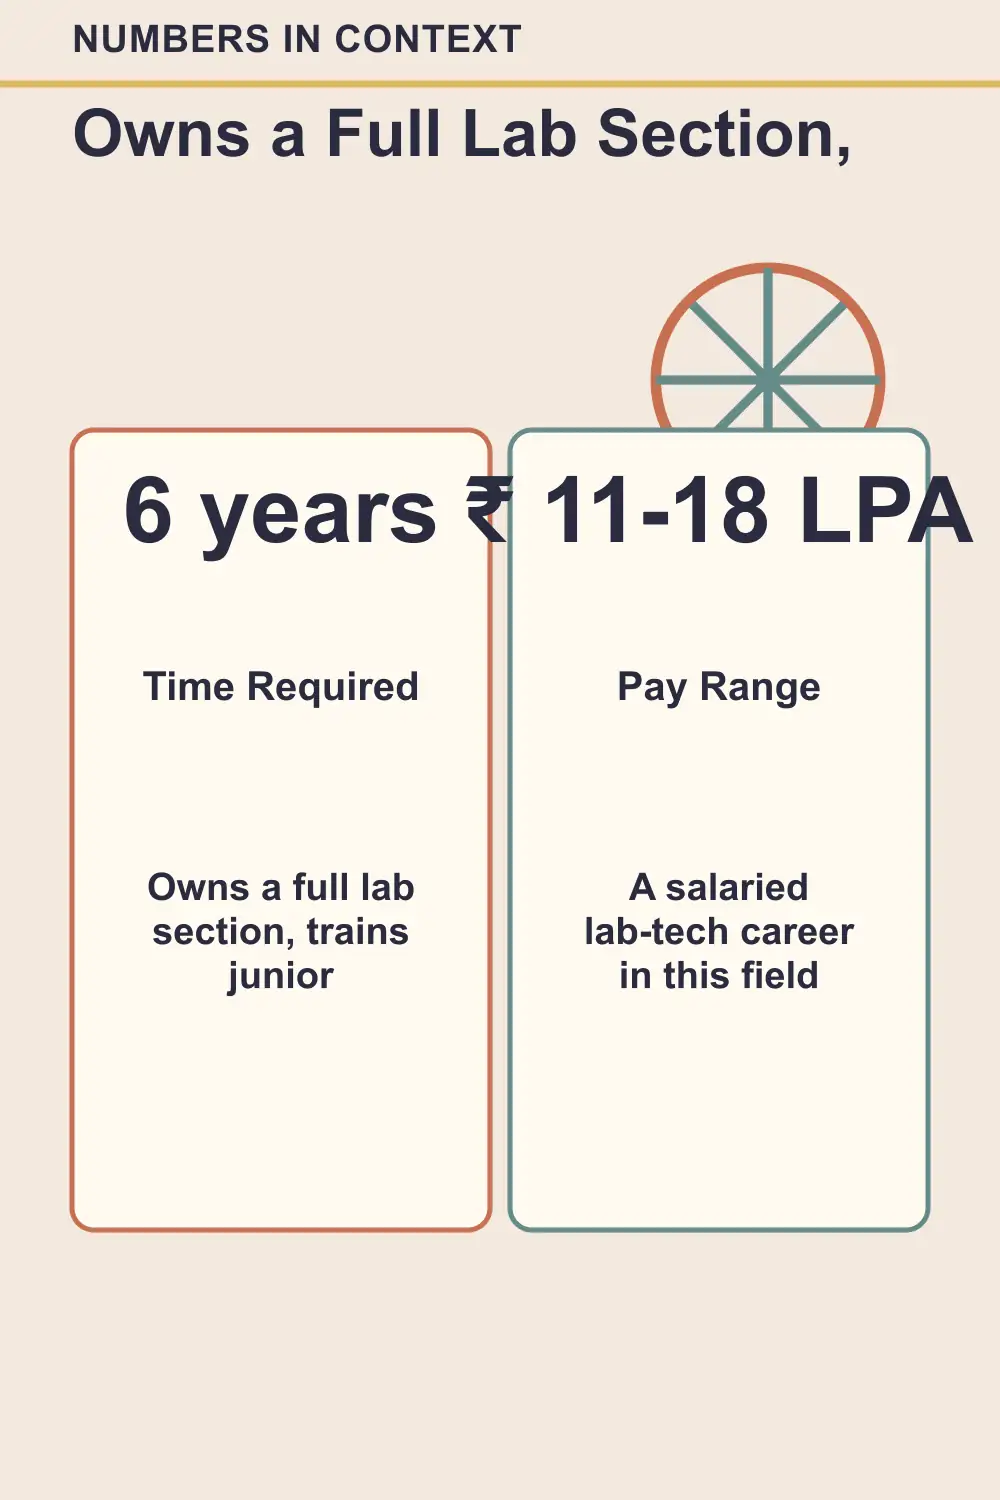 NUMBERS IN CONTEXT
Owns a Full Lab Section,
6 years
₹ 11-18 LPA
Time Required
Pay Range
Owns a full lab
section, trains
junior
A salaried
lab-tech career
in this field